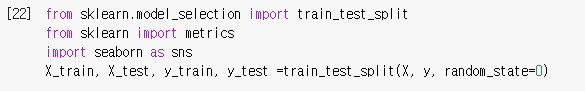 [22] from sklearn.model_selection import train_test_split
from sklearn import metrics
import seaborn as sns
X_train, X_test, y_train, y_test =train_test_split(X, y, random_state=0)